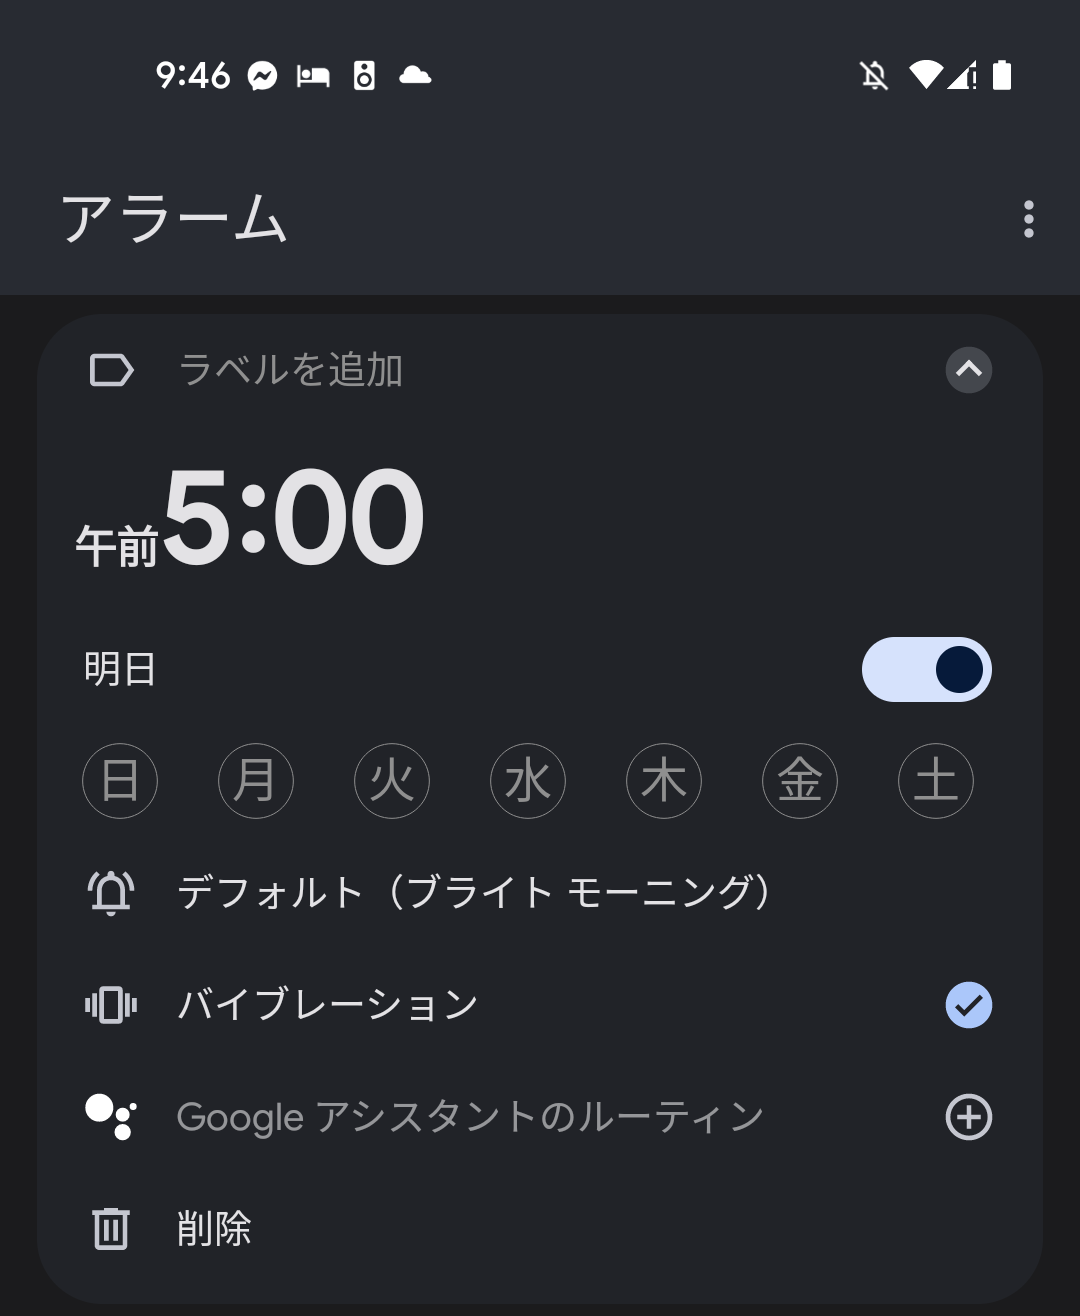 9:46
アラーム
ラベルを追加
午前5:00
明日
日 月 火 水 木 金 土
デフォルト（ブライト モーニング）
バイブレーション
Google アシスタントのルーティン
削除